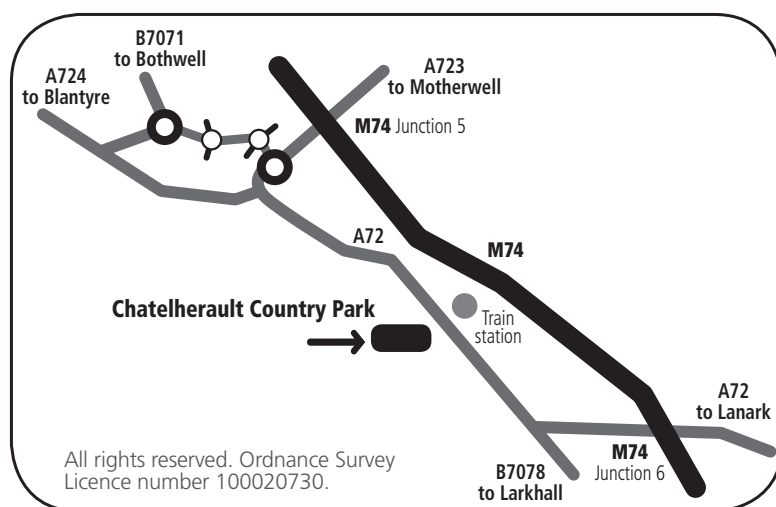 B7071
to Bothwell
A724
to Blantyre
A723
to Motherwell
M74 Junction 5
A72
M74
Chatelherault Country Park
Train
station
A72
to Lanark
M74
Junction 6
B7078
to Larkhall
All rights reserved. Ordnance Survey
Licence number 100020730.